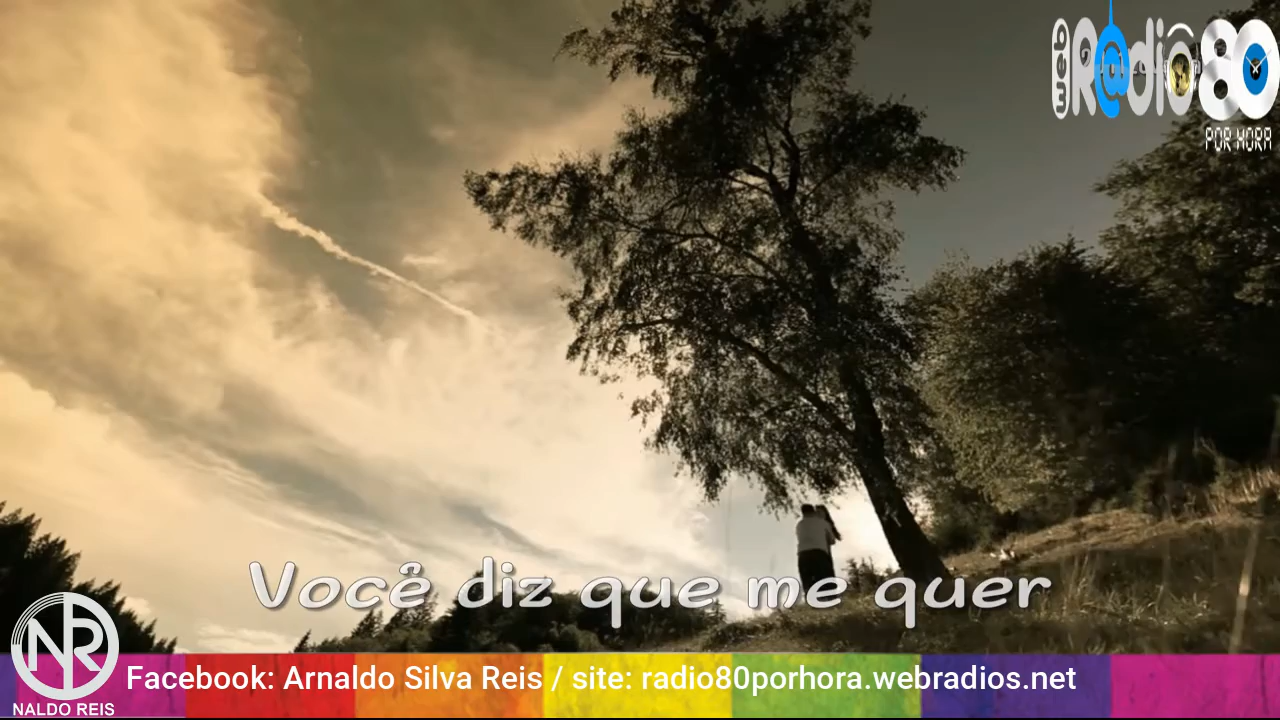 web
R@dio 80
POR HORA
Você diz que me quer
Facebook: Arnaldo Silva Reis / site: radio80porhora.webradios.net
NR
NALDO REIS